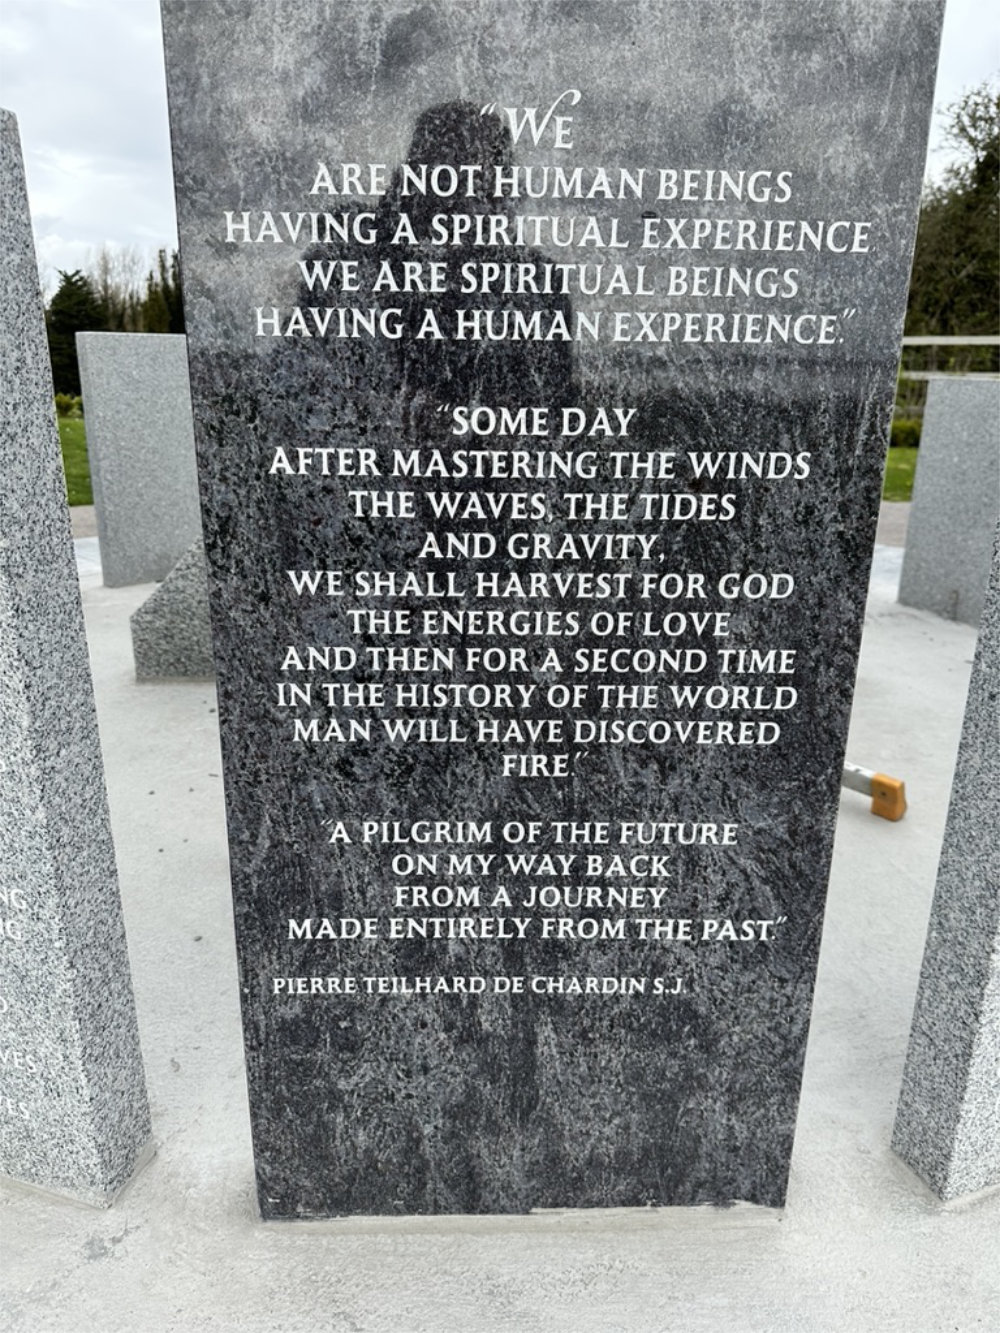 “WE
ARE NOT HUMAN BEINGS
HAVING A SPIRITUAL EXPERIENCE
WE ARE SPIRITUAL BEINGS
HAVING A HUMAN EXPERIENCE.”
“SOME DAY
AFTER MASTERING THE WINDS
THE WAVES, THE TIDES
AND GRAVITY,
WE SHALL HARVEST FOR GOD
THE ENERGIES OF LOVE
AND THEN FOR A SECOND TIME
IN THE HISTORY OF THE WORLD
MAN WILL HAVE DISCOVERED
FIRE.”
“A PILGRIM OF THE FUTURE
ON MY WAY BACK
FROM A JOURNEY
MADE ENTIRELY FROM THE PAST.”
PIERRE TEILHARD DE CHARDIN S.J.